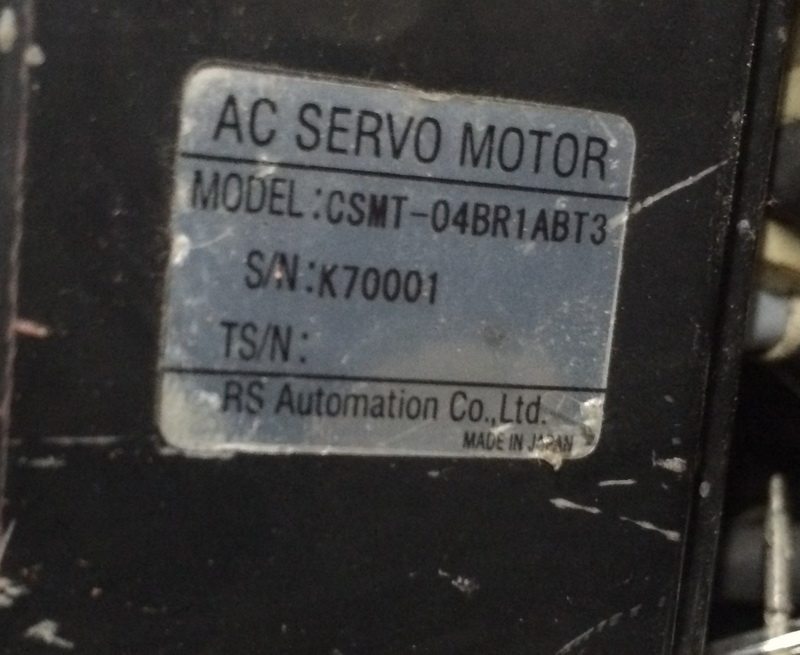 AC SERVO MOTOR
MODEL:CSMT-04BR1ABT3
S/N:K70001
TS/N:
RS Automation Co.,Ltd.
MADE IN JAPAN